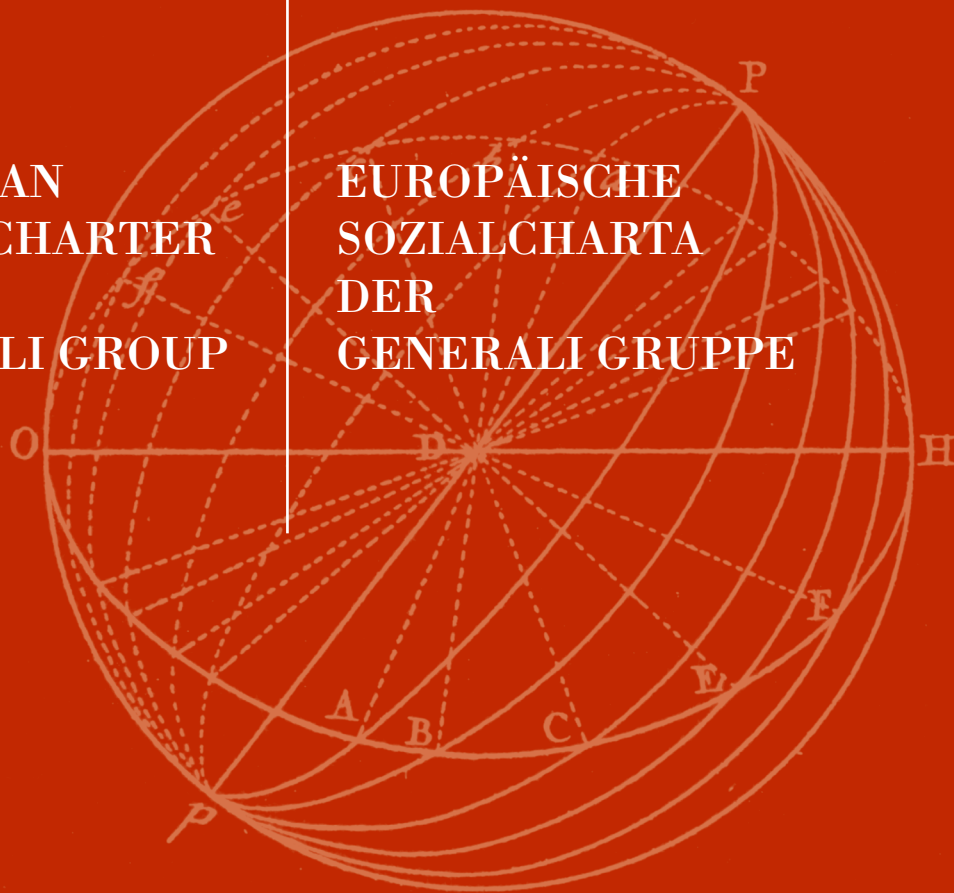 AN
CHARTER
LI GROUP
EUROPÄISCHE
SOZIALCHARTA
DER
GENERALI GRUPPE
P
e
O
D
H
E
E
A
B
C
P